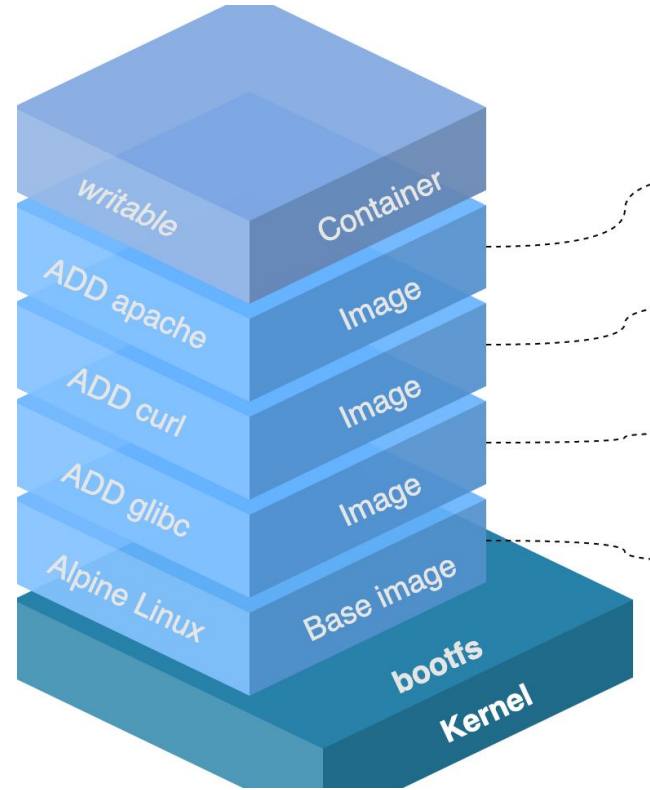 writable
Container
ADD apache
Image
ADD curl
Image
ADD glibc
Image
Alpine Linux
Base image
bootfs
Kernel